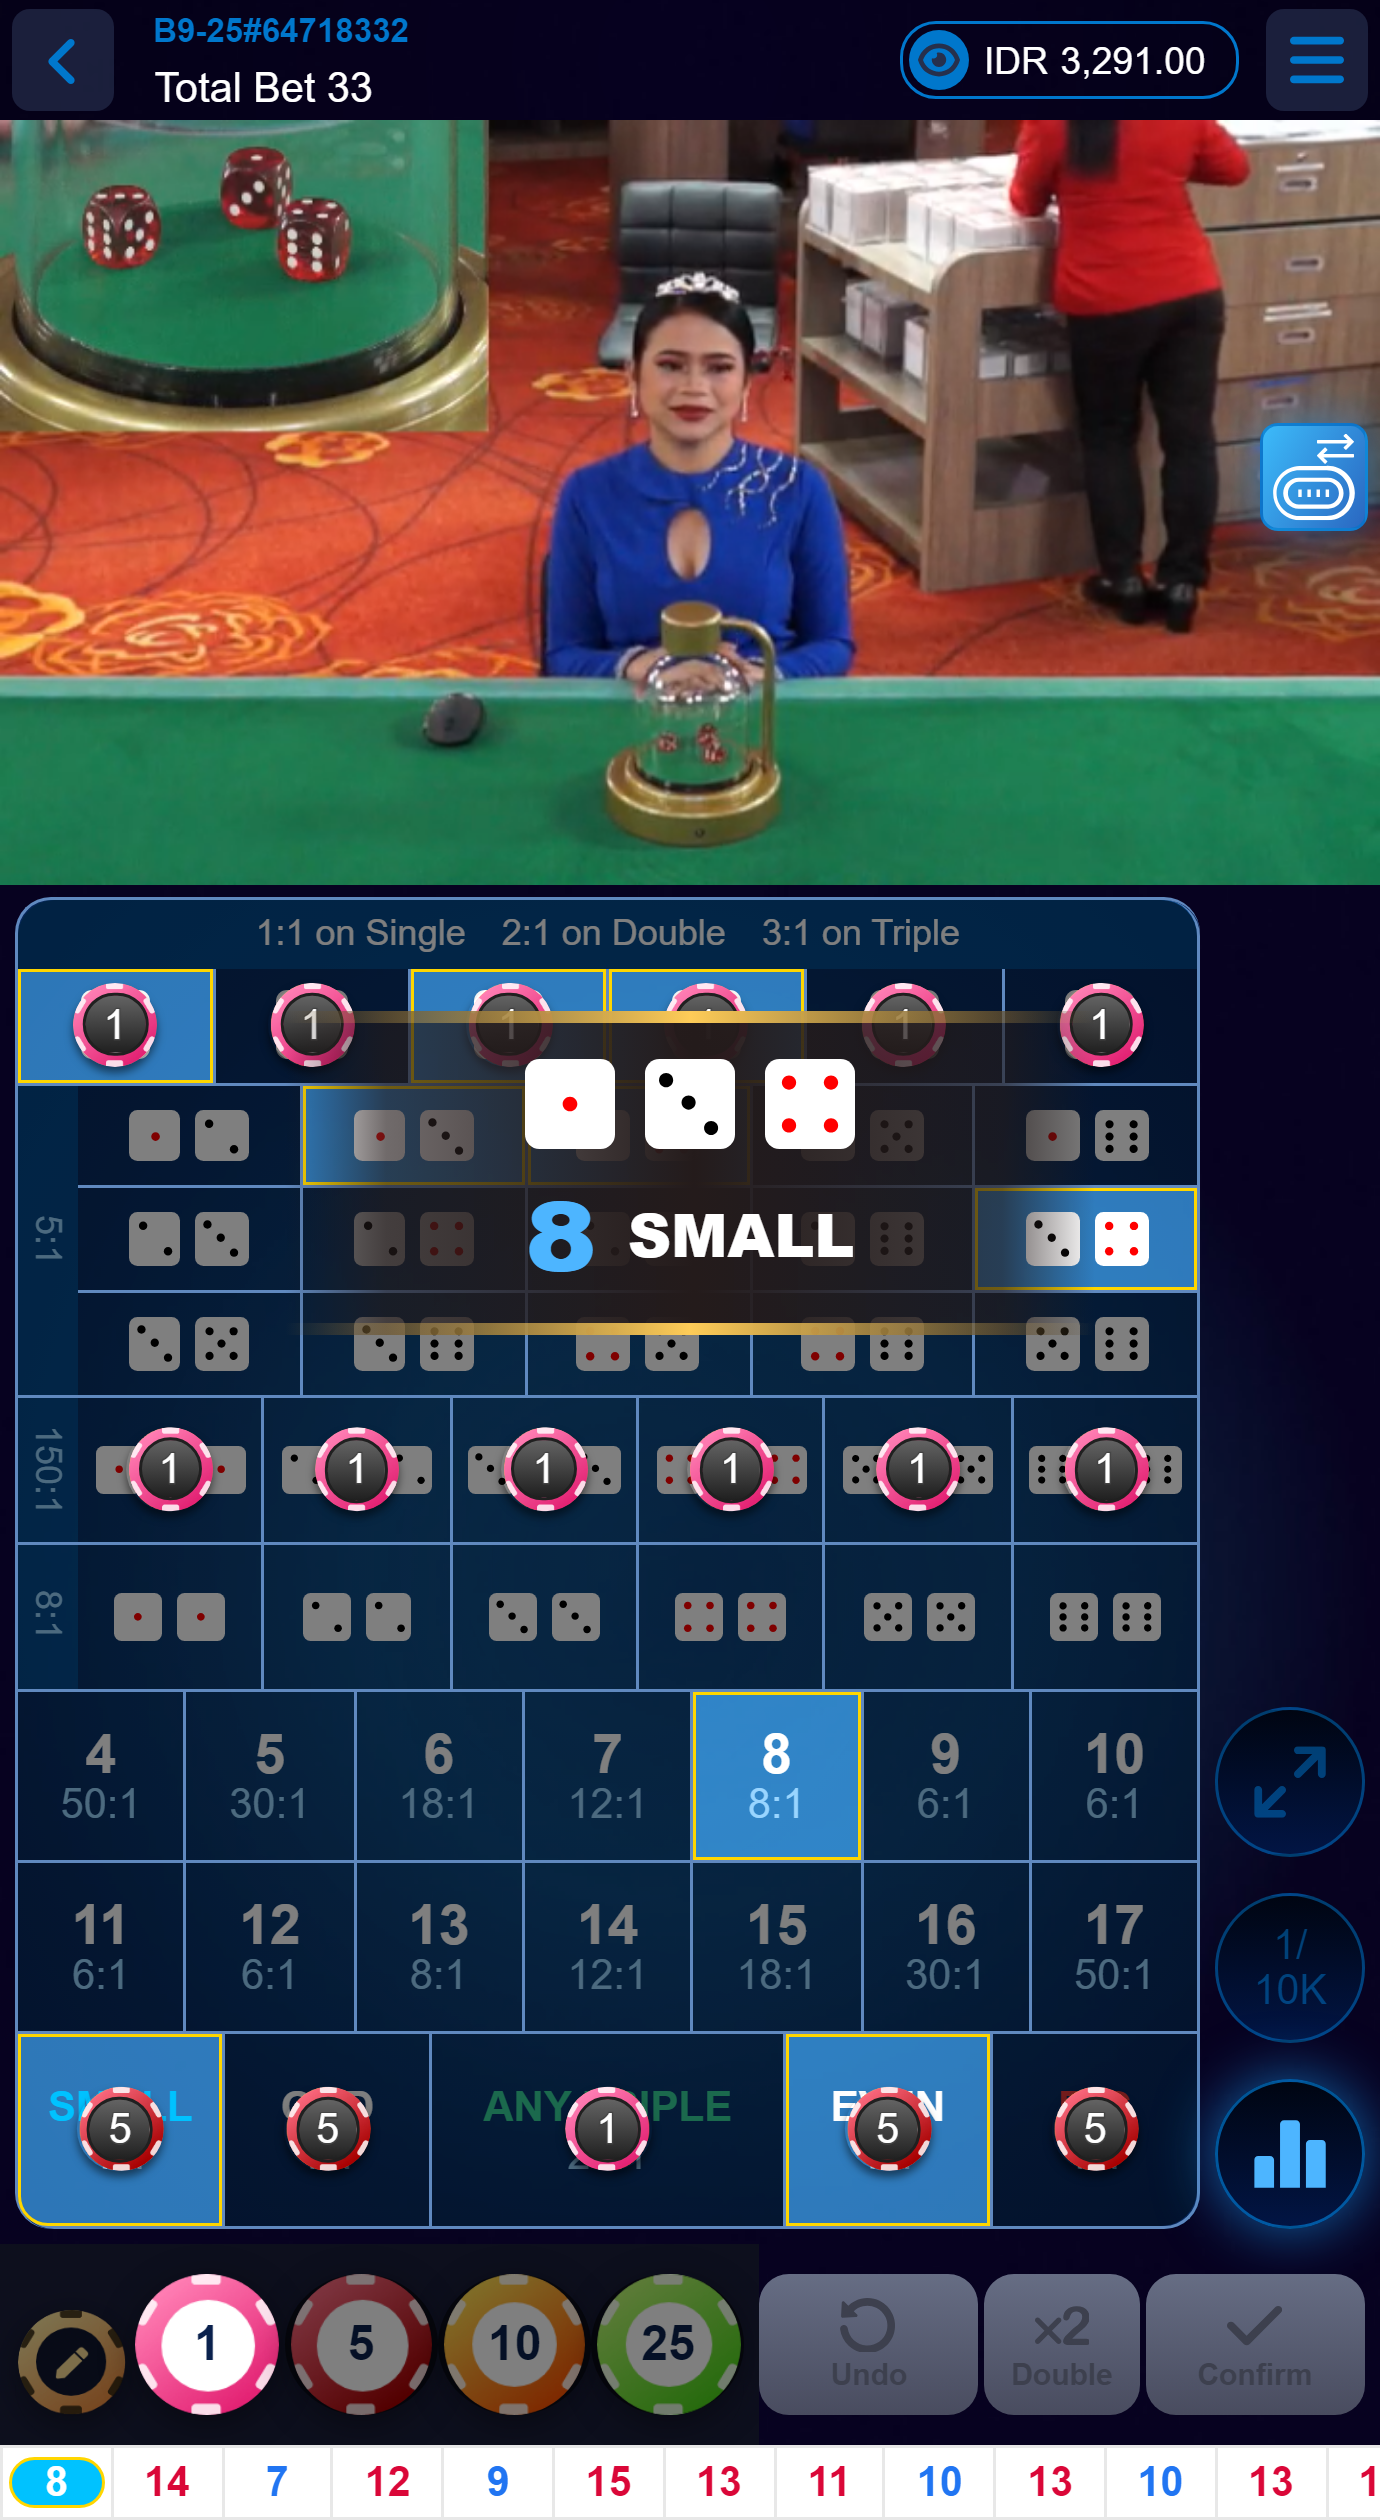 B9-25#64718332
Total Bet 33
IDR 3,291.00
1:1 on Single 2:1 on Double 3:1 on Triple
1 1 1 1 1 1
8 SMALL
5:1
150:1
1 1 1 1 1 1
8:1
4 5 6 7 8 9 10
50:1 30:1 18:1 12:1 8:1 6:1 6:1
11 12 13 14 15 16 17
6:1 6:1 8:1 12:1 18:1 30:1 50:1
1/
10K
5 5 1 5 5
1 5 10 25
Undo
x2
Double
Confirm
8 14 7 12 9 15 13 11 10 13 10 13